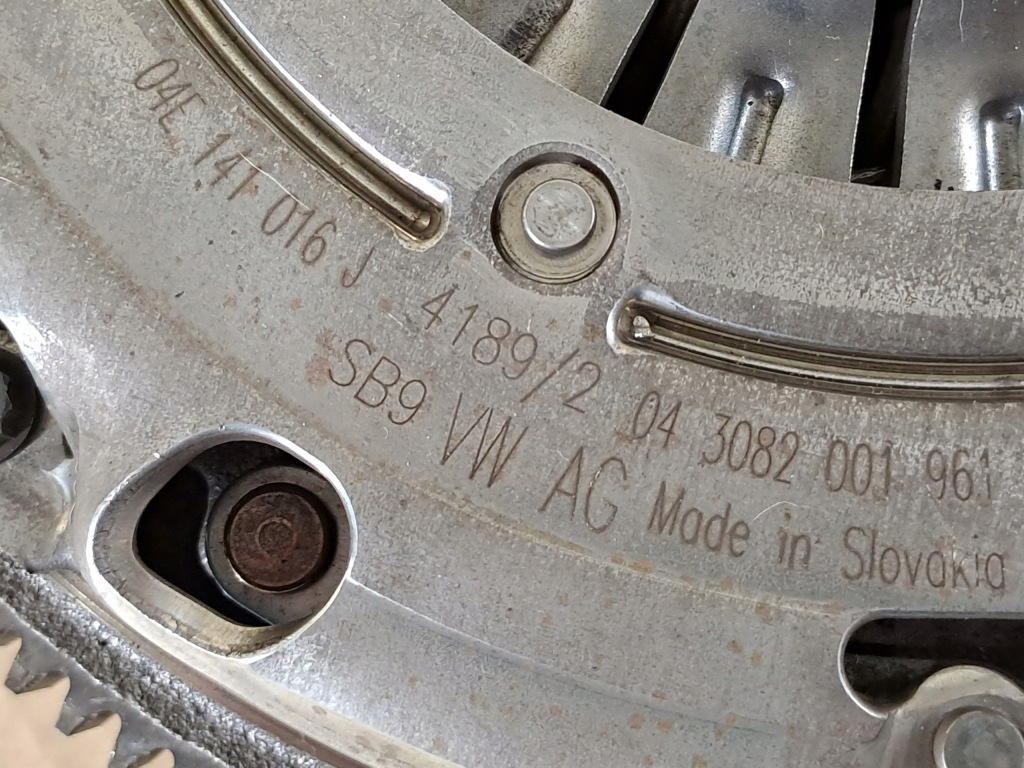 04E 141 016 J 4189/2 04 3082 001 961
SB9 VW AG Made in Slovakia